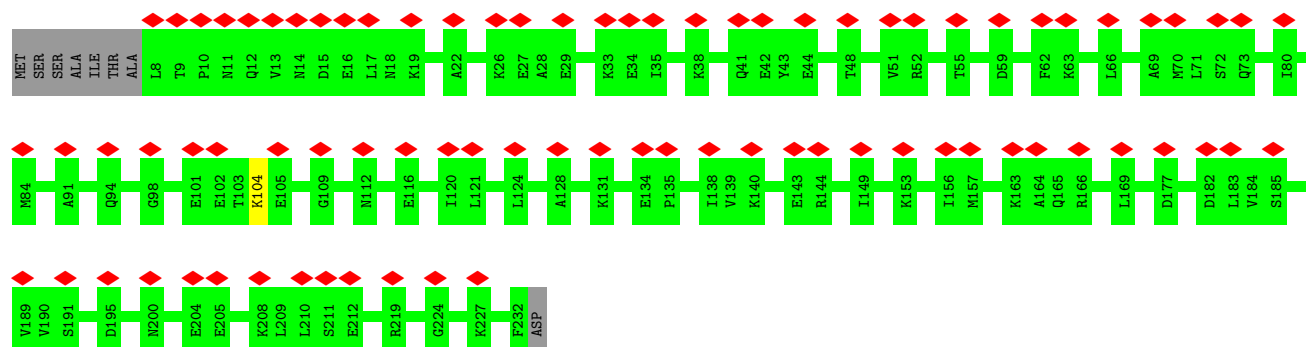 MET SER SER ALA ILE THR ALA L8 T9 P10 N11 Q12 V13 N14 D15 E16 L17 N18 K19 A22 K26 E27 A28 E29 K33 E34 I35 K38 Q41 E42 Y43 E44 T48 V51 R52 T55 D59 F62 K63 L66 A69 M70 L71 S72 Q73 I80
M84 A91 Q94 G98 E101 E102 T103 K104 E105 G109 N112 E116 I120 L121 L124 A128 K131 E134 P135 I138 V139 K140 E143 R144 I149 K153 I156 M157 K163 A164 Q165 R166 L169 D177 D182 L183 V184 S185
V189 V190 S191 D195 N200 E204 E205 K208 L209 L210 S211 E212 R219 G224 K227 F232 ASP